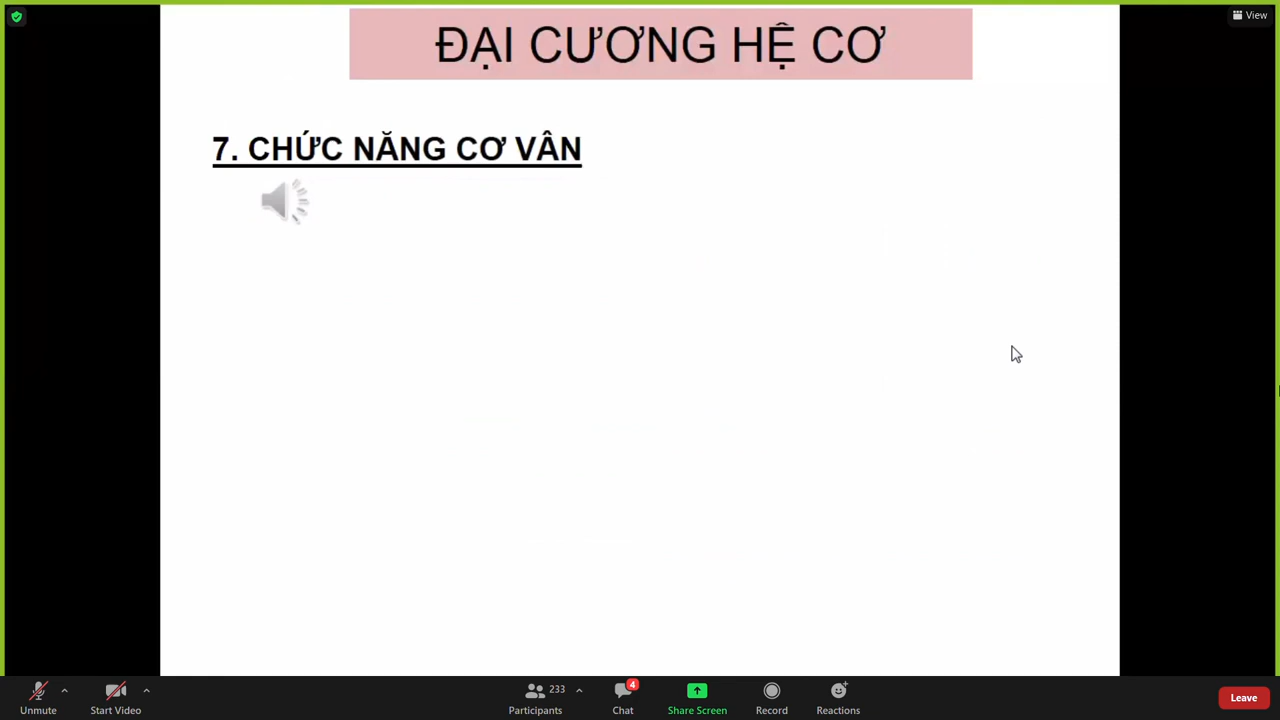 View
ĐẠI CƯƠNG HỆ CƠ
7. CHỨC NĂNG CƠ VÂN
Unmute
Start Video
233
Participants
4
Chat
Share Screen
Record
Reactions
Leave